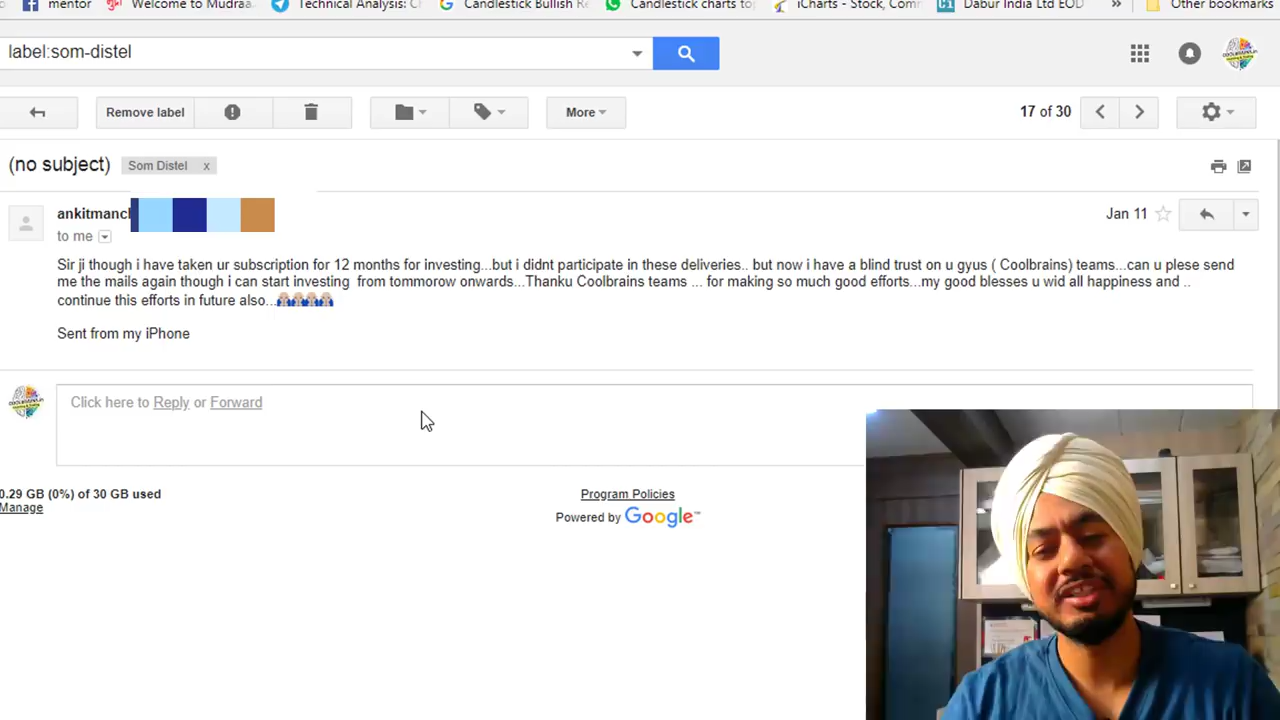 mentor Welcome to Mudraa Technical Analysis: C Candlestick Bullish Re Candlestick charts top iCharts - Stock, Com Dabur India Ltd EOD » Other bookmarks
label:som-distel
Remove label More 17 of 30
(no subject) Som Distel x
ankitmancl Jan 11
to me
Sir ji though i have taken ur subscription for 12 months for investing...but i didnt participate in these deliveries.. but now i have a blind trust on u gyus ( Coolbrains) teams...can u plese send
me the mails again though i can start investing from tommorow onwards...Thanku Coolbrains teams ... for making so much good efforts...my good blesses u wid all happiness and ..
continue this efforts in future also...
Sent from my iPhone
Click here to Reply or Forward
0.29 GB (0%) of 30 GB used
Manage
Program Policies
Powered by Google™